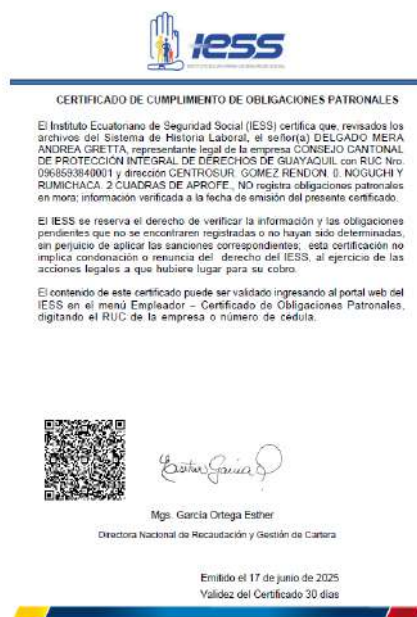 IESS
INSTITUTO ECUATORIANO DE SEGURIDAD SOCIAL
CERTIFICADO DE CUMPLIMIENTO DE OBLIGACIONES PATRONALES
El Instituto Ecuatoriano de Seguridad Social (IESS) certifica que, revisados los
archivos del Sistema de Historia Laboral, el señor(a) DELGADO MERA
ANDREA GRETTA, representante legal de la empresa CONSEJO CANTONAL
DE PROTECCIÓN INTEGRAL DE DERECHOS DE GUAYAQUIL con RUC Nro.
0968593840001 y dirección CENTROSUR. GOMEZ RENDON. 0. NOGUCHI Y
RUMICHACA. 2 CUADRAS DE APROFE., NO registra obligaciones patronales
en mora; información verificada a la fecha de emisión del presente certificado.
El IESS se reserva el derecho de verificar la información y las obligaciones
pendientes que no se encontraren registradas o no hayan sido determinadas,
sin perjuicio de aplicar las sanciones correspondientes; esta certificación no
implica condonación o renuncia del derecho del IESS, al ejercicio de las
acciones legales a que hubiere lugar para su cobro.
El contenido de este certificado puede ser validado ingresando al portal web del
IESS en el menú Empleador – Certificado de Obligaciones Patronales,
digitando el RUC de la empresa o número de cédula.
Esther García O
Mgs. García Ortega Esther
Directora Nacional de Recaudación y Gestión de Cartera
Emitido el 17 de junio de 2025
Validez del Certificado 30 días